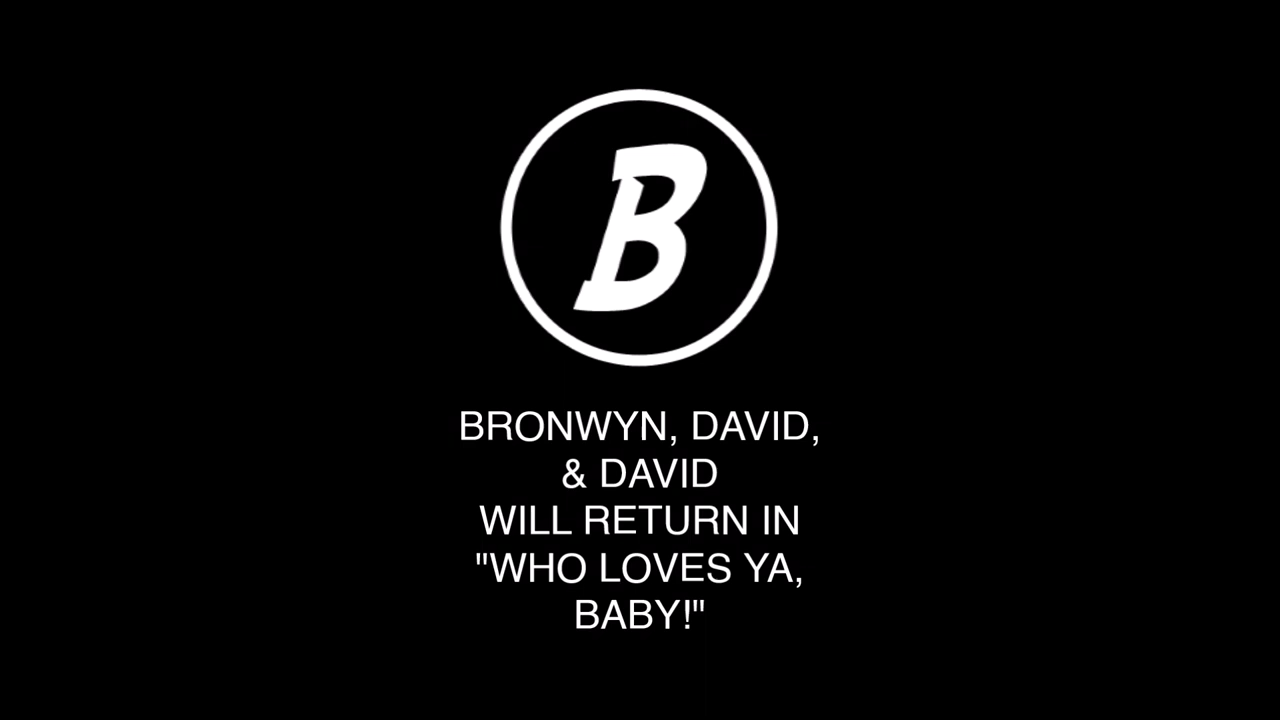 B
BRONWYN, DAVID,
& DAVID
WILL RETURN IN
"WHO LOVES YA,
BABY!"